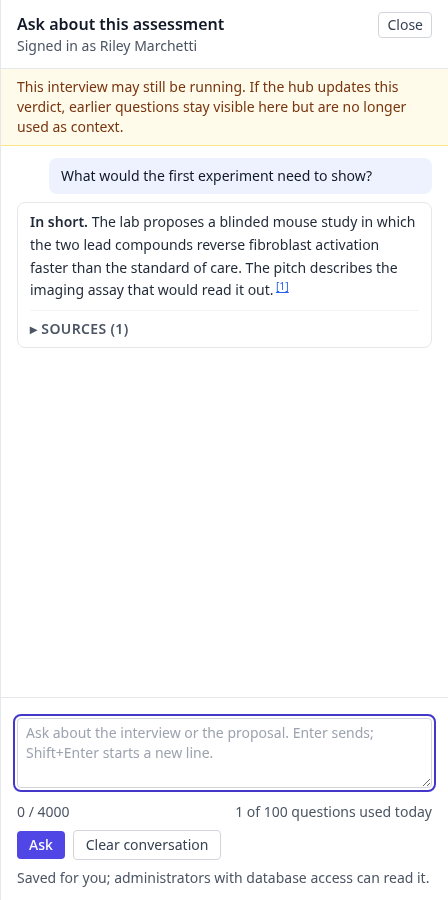 Ask about this assessment
Close
Signed in as Riley Marchetti
This interview may still be running. If the hub updates this
verdict, earlier questions stay visible here but are no longer
used as context.
What would the first experiment need to show?
In short. The lab proposes a blinded mouse study in which
the two lead compounds reverse fibroblast activation
faster than the standard of care. The pitch describes the
imaging assay that would read it out. [1]
▸ SOURCES (1)
Ask about the interview or the proposal. Enter sends;
Shift+Enter starts a new line.
0 / 4000
1 of 100 questions used today
Ask
Clear conversation
Saved for you; administrators with database access can read it.